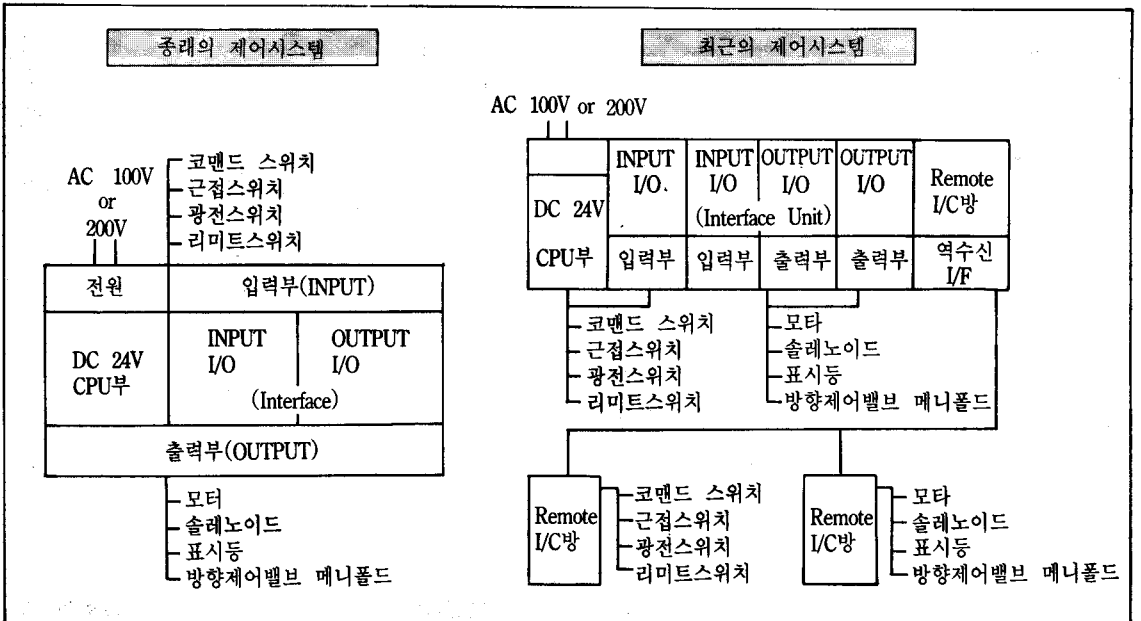 종래의 제어시스템
AC 100V
or
200V
코맨드 스위치
근접스위치
광전스위치
리미트스위치
전원
입력부(INPUT)
DC 24V
CPU부
INPUT
I/O
OUTPUT
I/O
(Interface)
출력부(OUTPUT)
모터
솔레노이드
표시등
방향제어밸브 메니폴드
최근의 제어시스템
AC 100V or 200V
DC 24V
CPU부
INPUT
I/O.
INPUT
I/O
OUTPUT
I/O
OUTPUT
I/O
(Interface Unit)
Remote
I/C방
입력부
입력부
출력부
출력부
역수신
I/F
코맨드 스위치
근접스위치
광전스위치
리미트스위치
모타
솔레노이드
표시등
방향제어밸브 메니폴드
Remote
I/C방
코맨드 스위치
근접스위치
광전스위치
리미트스위치
Remote
I/C방
모타
솔레노이드
표시등
방향제어밸브 메니폴드